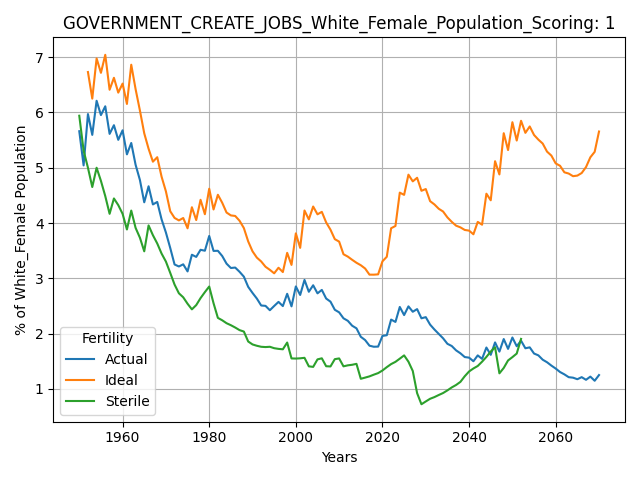 GOVERNMENT_CREATE_JOBS_White_Female_Population_Scoring: 1
% of White_Female Population
7
6
5
4
3
2
1
Fertility
Actual
Ideal
Sterile
1960
1980
2000
2020
2040
2060
Years